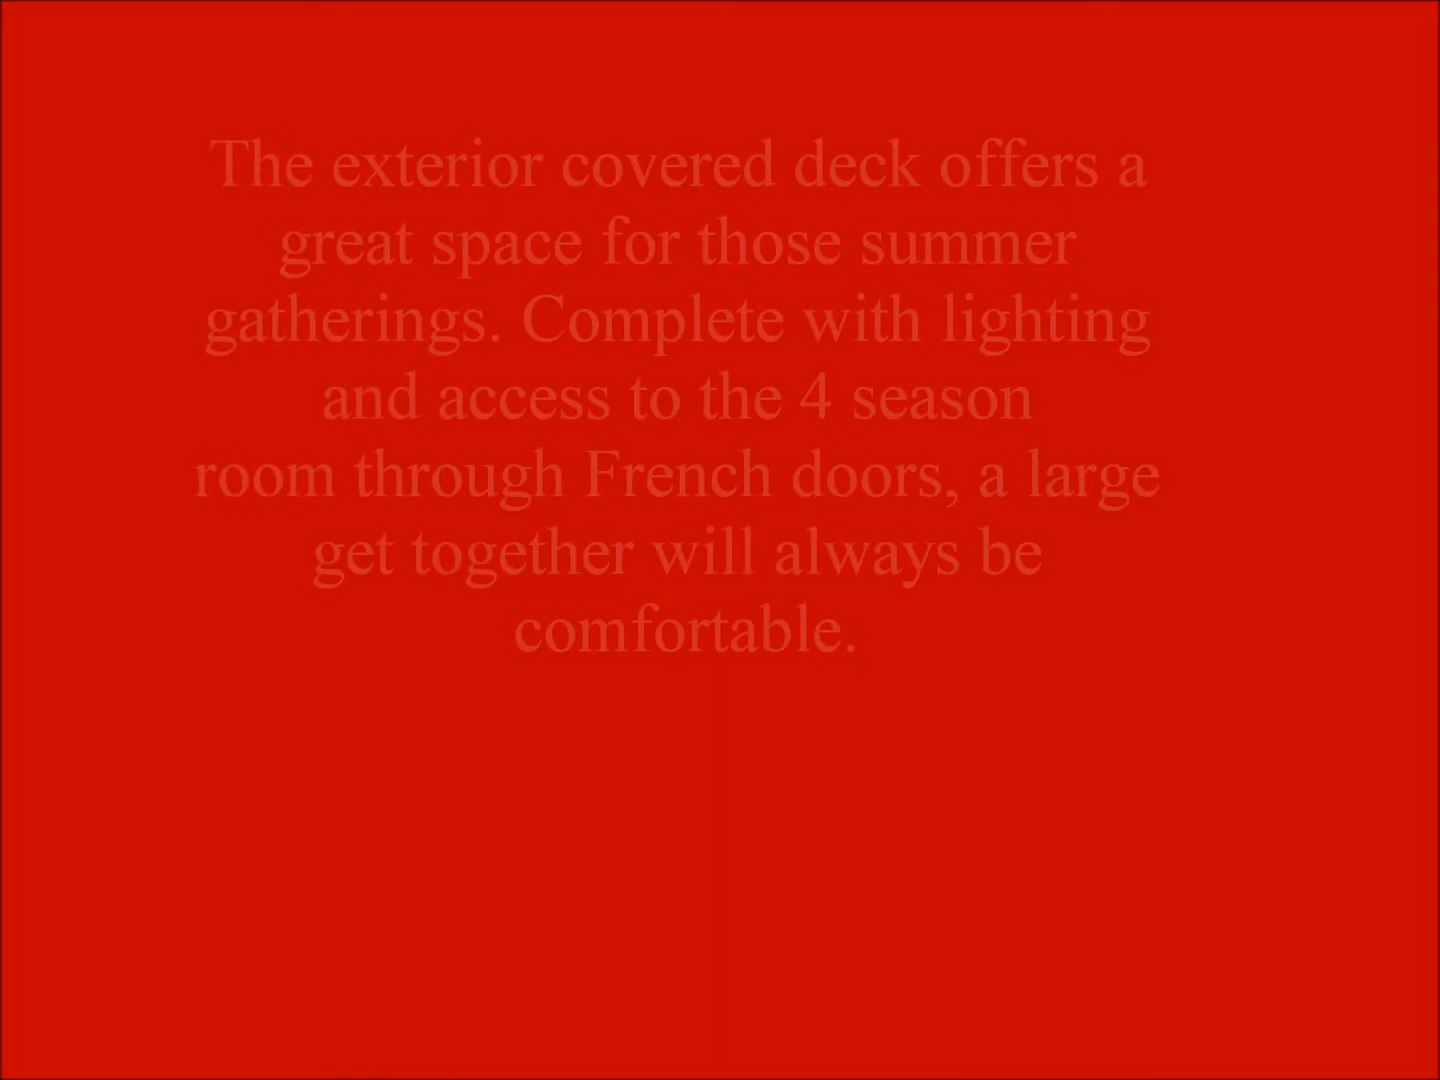 The exterior covered deck offers a
great space for those summer
gatherings. Complete with lighting
and access to the 4 season
room through French doors, a large
get together will always be
comfortable.